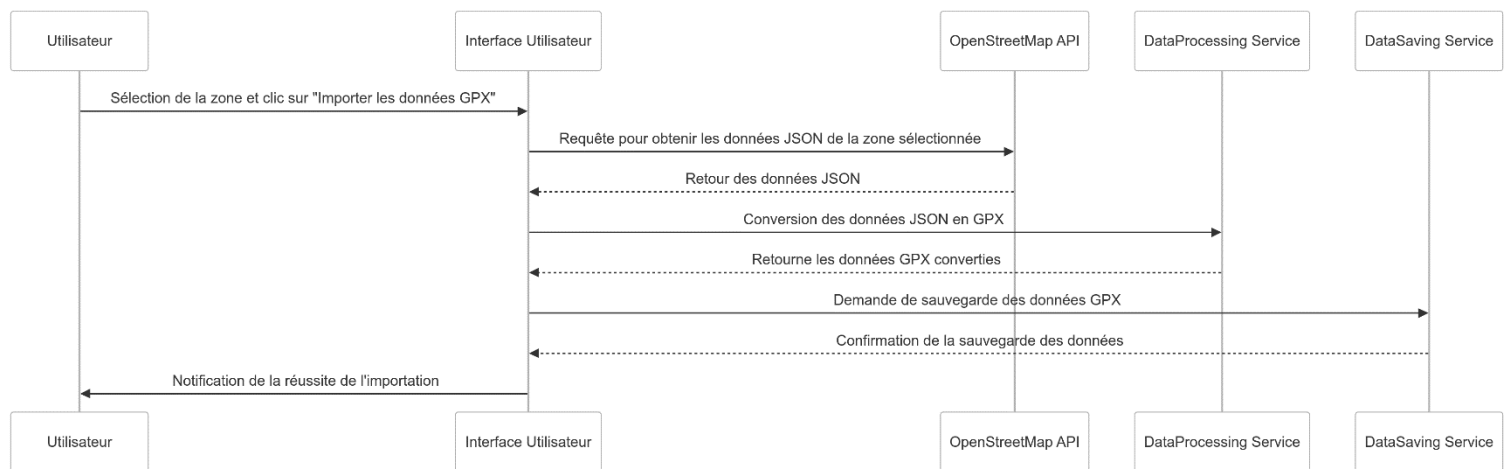 Utilisateur
Interface Utilisateur
OpenStreetMap API
DataProcessing Service
DataSaving Service
Sélection de la zone et clic sur "Importer les données GPX"
Requête pour obtenir les données JSON de la zone sélectionnée
Retour des données JSON
Conversion des données JSON en GPX
Retourne les données GPX converties
Demande de sauvegarde des données GPX
Confirmation de la sauvegarde des données
Notification de la réussite de l'importation
Utilisateur
Interface Utilisateur
OpenStreetMap API
DataProcessing Service
DataSaving Service